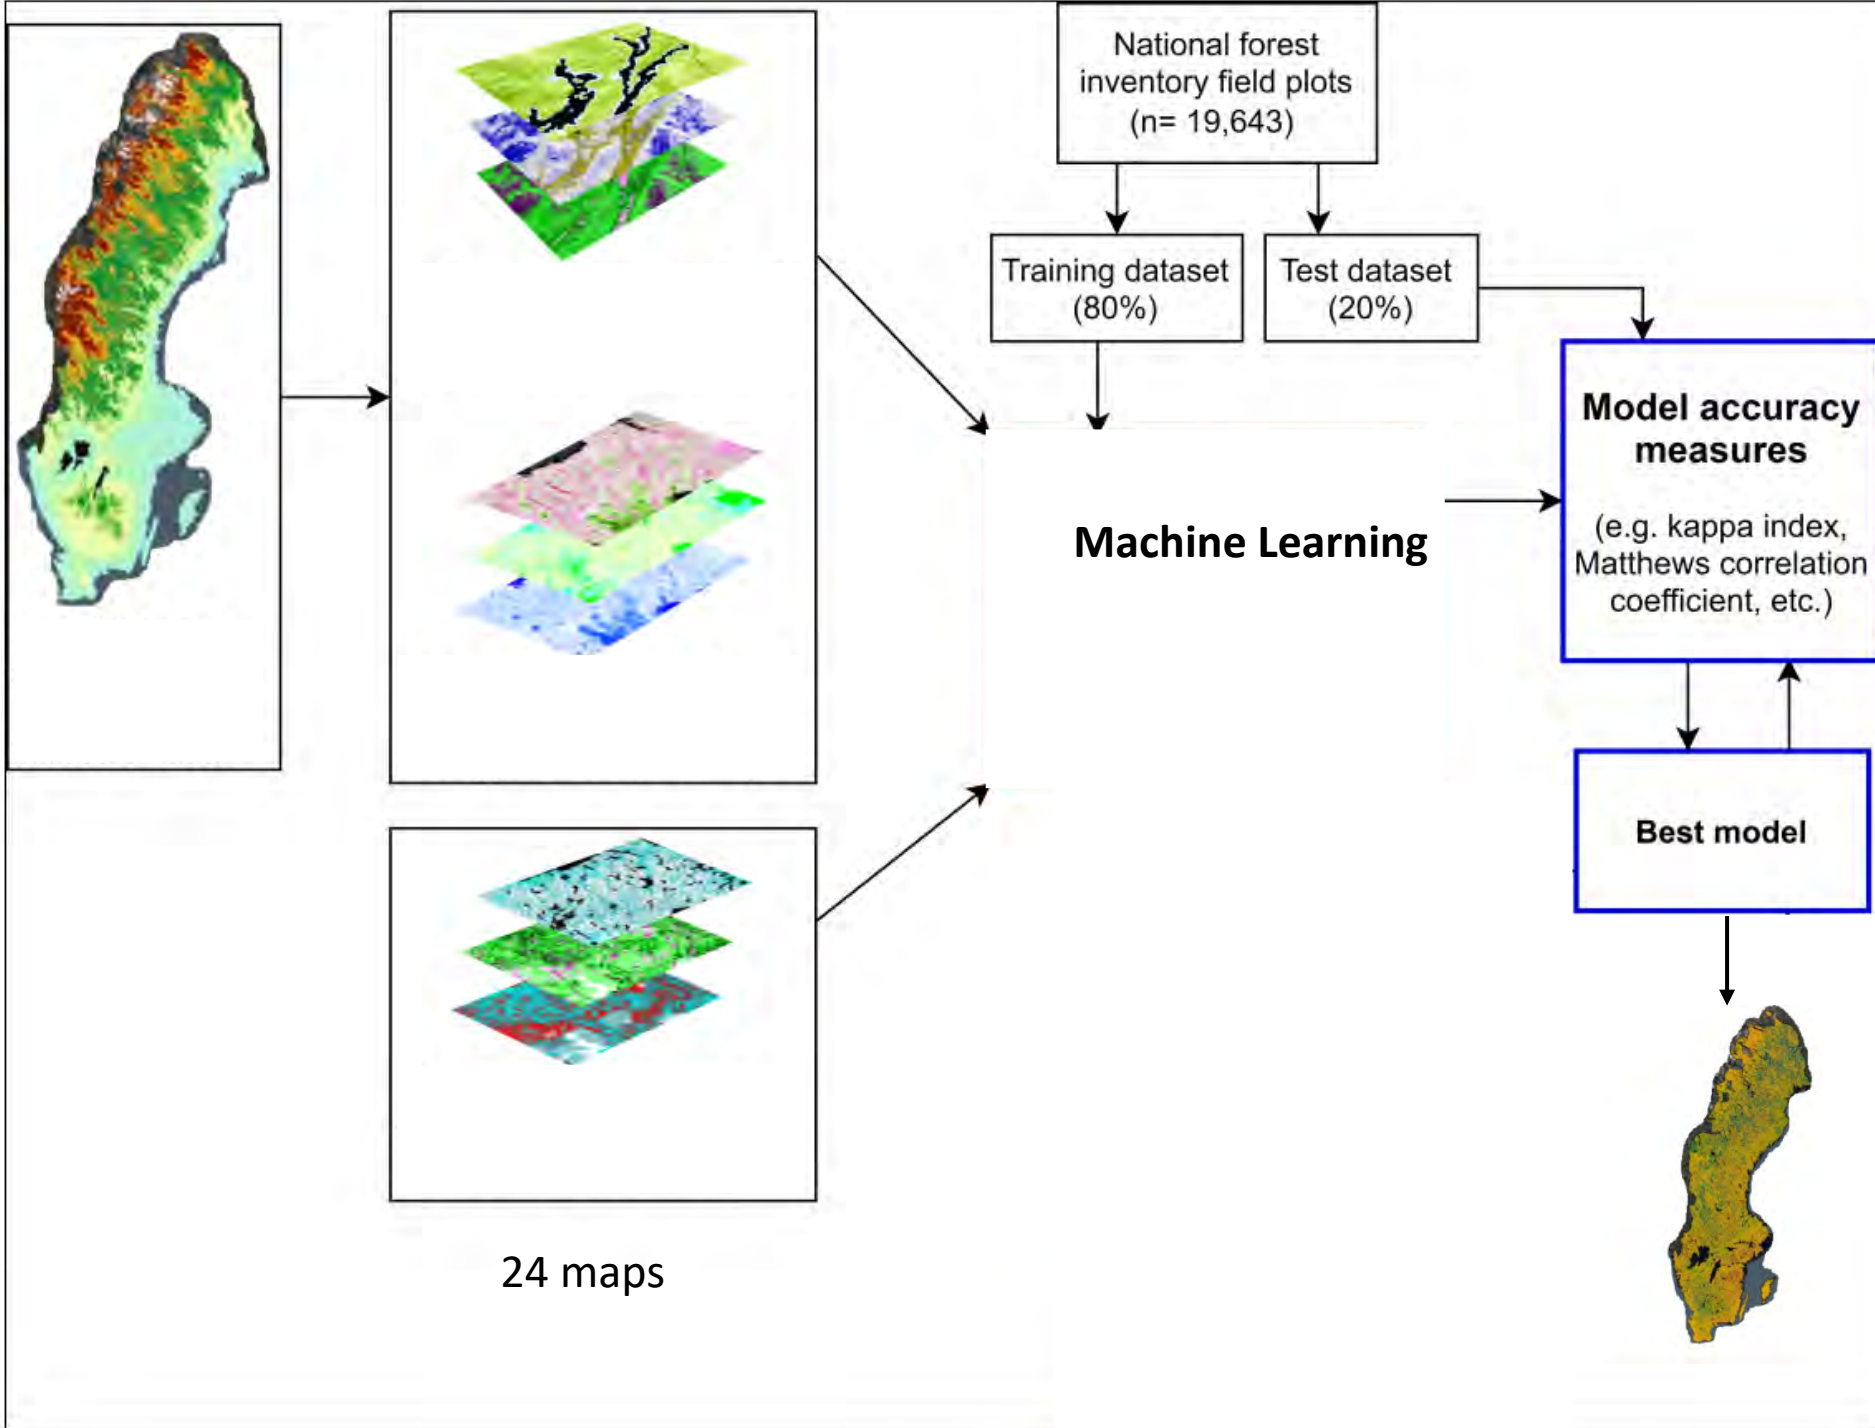 National forest
inventory field plots
(n= 19,643)
Training dataset
(80%)
Test dataset
(20%)
Model accuracy
measures
(e.g. kappa index,
Matthews correlation
coefficient, etc.)
Machine Learning
Best model
24 maps